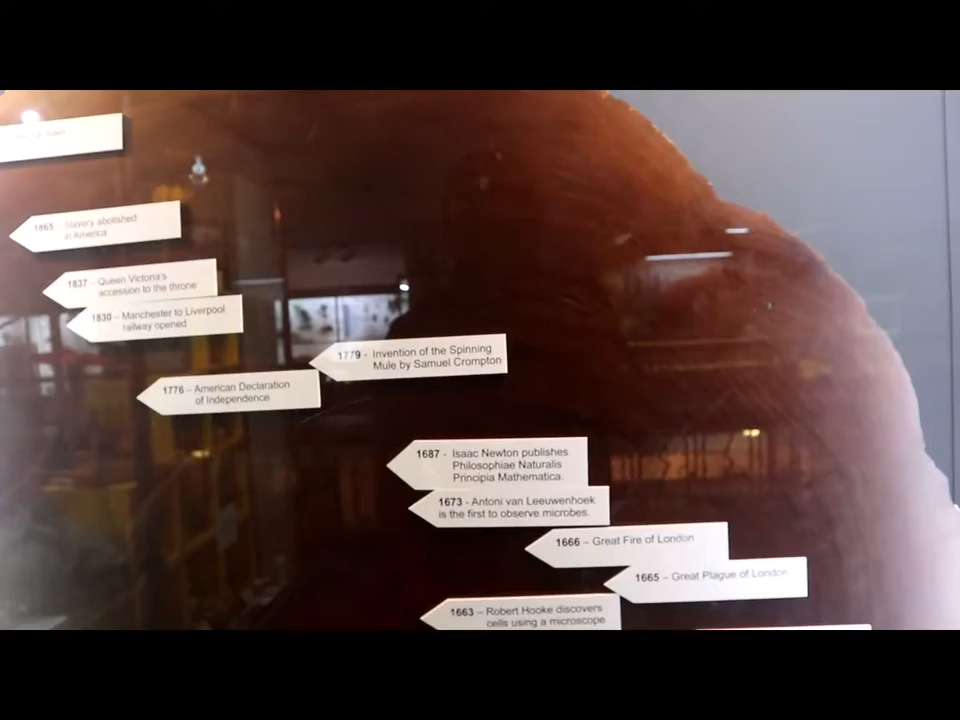 1865 Slavery abolished
in America
1837 - Queen Victoria's
accession to the throne
1830 – Manchester to Liverpool
railway opened
1779 - Invention of the Spinning
Mule by Samuel Crompton
1776 – American Declaration
of Independence
1687 - Isaac Newton publishes
Philosophiae Naturalis
Principia Mathematica.
1673 - Antoni van Leeuwenhoek
is the first to observe microbes.
1666 – Great Fire of London
1665 – Great Plague of London
1663 – Robert Hooke discovers
cells using a microscope